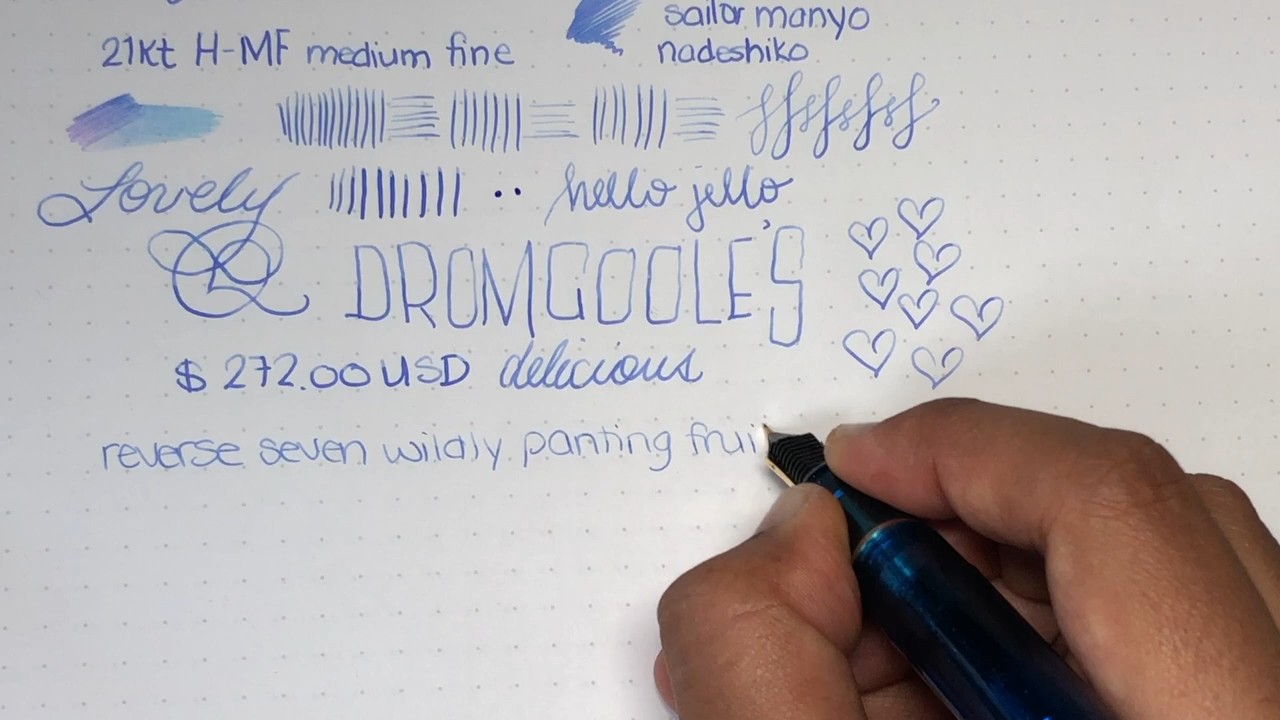 sailor manyo
21kt H-MF medium fine
nadeshiko
Lovely
hello jello
DROMGOOLE'S
$ 272.00 USD delicious
reverse seven wildly panting frui